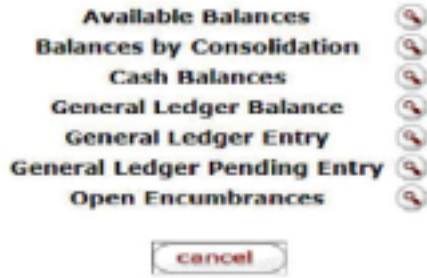 Available Balances
Balances by Consolidation
Cash Balances
General Ledger Balance
General Ledger Entry
General Ledger Pending Entry
Open Encumbrances
cancel